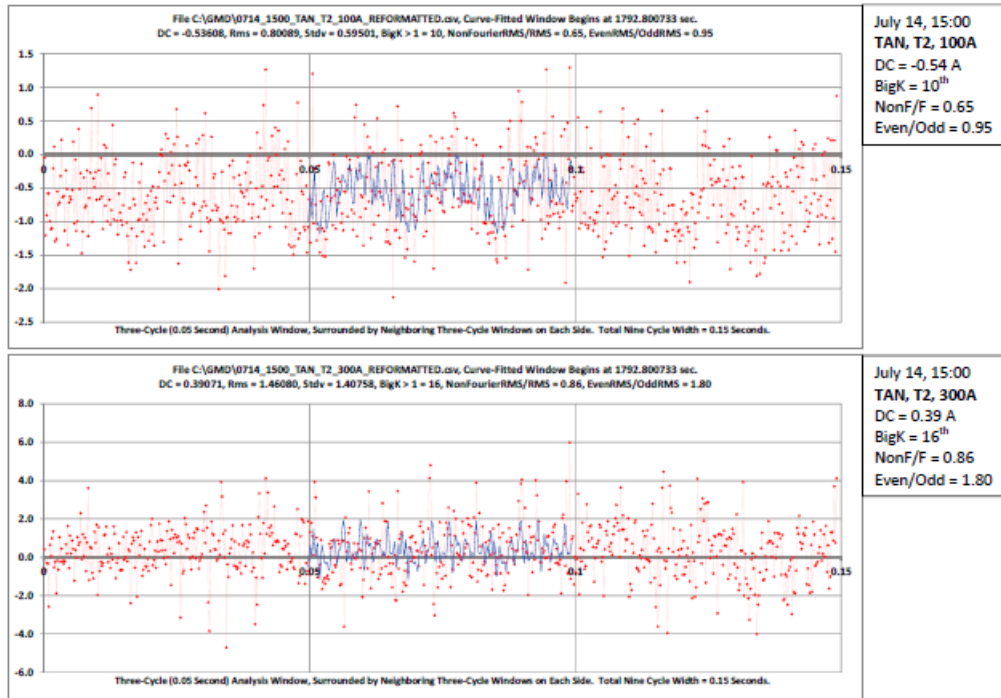 File C:\GMD\0714_1500_TAN_T2_100A_REFORMATTED.csv, Curve-Fitted Window Begins at 1792.800733 sec.
DC = -0.53608, Rms = 0.80089, Stdv = 0.59501, BigK > 1 = 10, NonFourierRMS/RMS = 0.65, EvenRMS/OddRMS = 0.95
1.5
1.0
0.5
0.0
0 0.05 0.1 0.15
-0.5
-1.0
-1.5
-2.0
-2.5
Three-Cycle (0.05 Second) Analysis Window, Surrounded by Neighboring Three-Cycle Windows on Each Side. Total Nine Cycle Width = 0.15 Seconds.
July 14, 15:00
TAN, T2, 100A
DC = -0.54 A
BigK = 10th
NonF/F = 0.65
Even/Odd = 0.95
File C:\GMD\0714_1500_TAN_T2_300A_REFORMATTED.csv, Curve-Fitted Window Begins at 1792.800733 sec.
DC = 0.39071, Rms = 1.46080, Stdv = 1.40758, BigK > 1 = 16, NonFourierRMS/RMS = 0.86, EvenRMS/OddRMS = 1.80
8.0
6.0
4.0
2.0
0.0
0 0.05 0.1 0.15
-2.0
-4.0
-6.0
Three-Cycle (0.05 Second) Analysis Window, Surrounded by Neighboring Three-Cycle Windows on Each Side. Total Nine Cycle Width = 0.15 Seconds.
July 14, 15:00
TAN, T2, 300A
DC = 0.39 A
BigK = 16th
NonF/F = 0.86
Even/Odd = 1.80